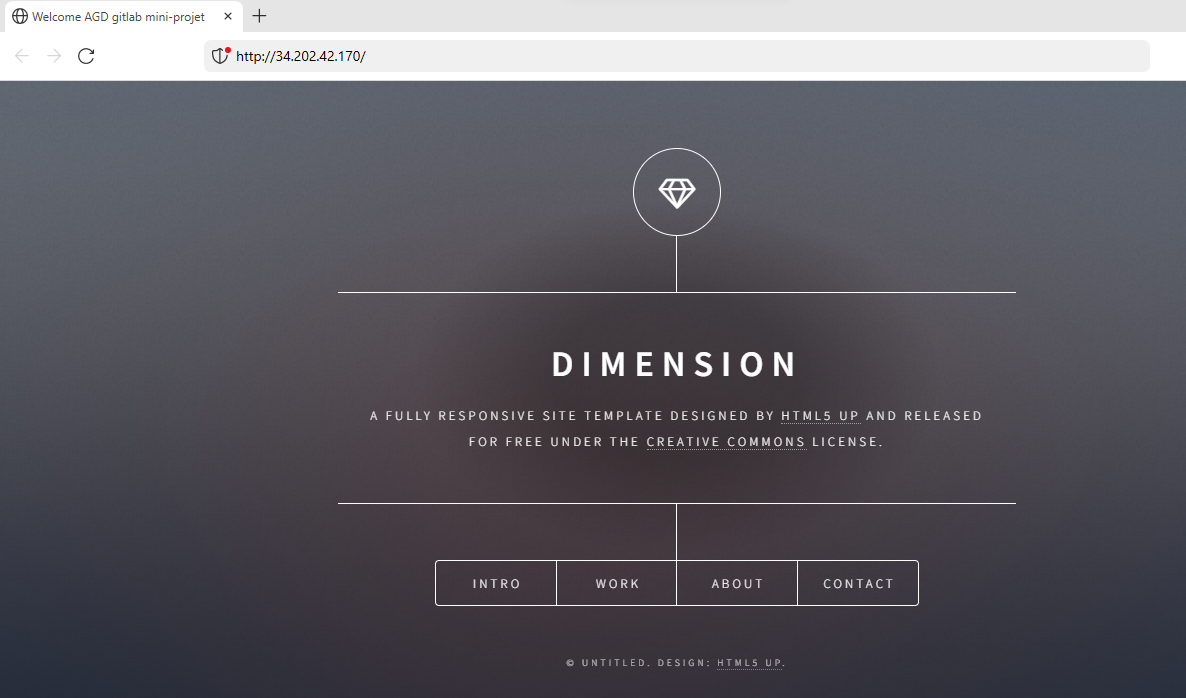 Welcome AGD gitlab mini-projet
http://34.202.42.170/
DIMENSION
A FULLY RESPONSIVE SITE TEMPLATE DESIGNED BY HTML5 UP AND RELEASED
FOR FREE UNDER THE CREATIVE COMMONS LICENSE.
INTRO WORK ABOUT CONTACT
© UNTITLED. DESIGN: HTML5 UP.